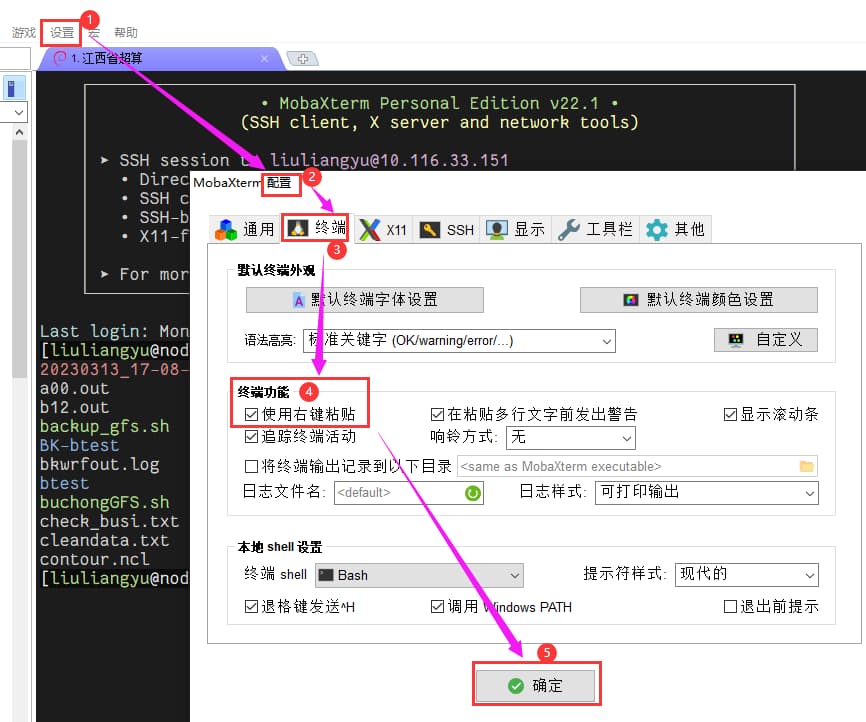 1
游戏 设置 宏 帮助
1. 江西省超算
• MobaXterm Personal Edition v22.1 •
(SSH client, X server and network tools)
➤ SSH session to liuliangyu@10.116.33.151
• Direc
• SSH c
• SSH-b
• X11-f
➤ For mor
Last login: Mon
[liuliangyu@nod
20230313_17-08-
a00.out
b12.out
backup_gfs.sh
BK-btest
bkwrfout.log
btest
buchongGFS.sh
check_busi.txt
cleandata.txt
contour.ncl
[liuliangyu@nod
MobaXterm 配置 2
通用 终端 X11 SSH 显示 工具栏 其他
3
默认终端外观
默认终端字体设置 默认终端颜色设置
语法高亮: 标准关键字 (OK/warning/error/...) 自定义
终端功能 4
使用右键粘贴 在粘贴多行文字前发出警告 显示滚动条
追踪终端活动 响铃方式: 无
将终端输出记录到以下目录 <same as MobaXterm executable>
日志文件名: <default> 日志样式: 可打印输出
本地 shell 设置
终端 shell Bash 提示符样式: 现代的
退格键发送^H 调用 Windows PATH 退出前提示
5
确定